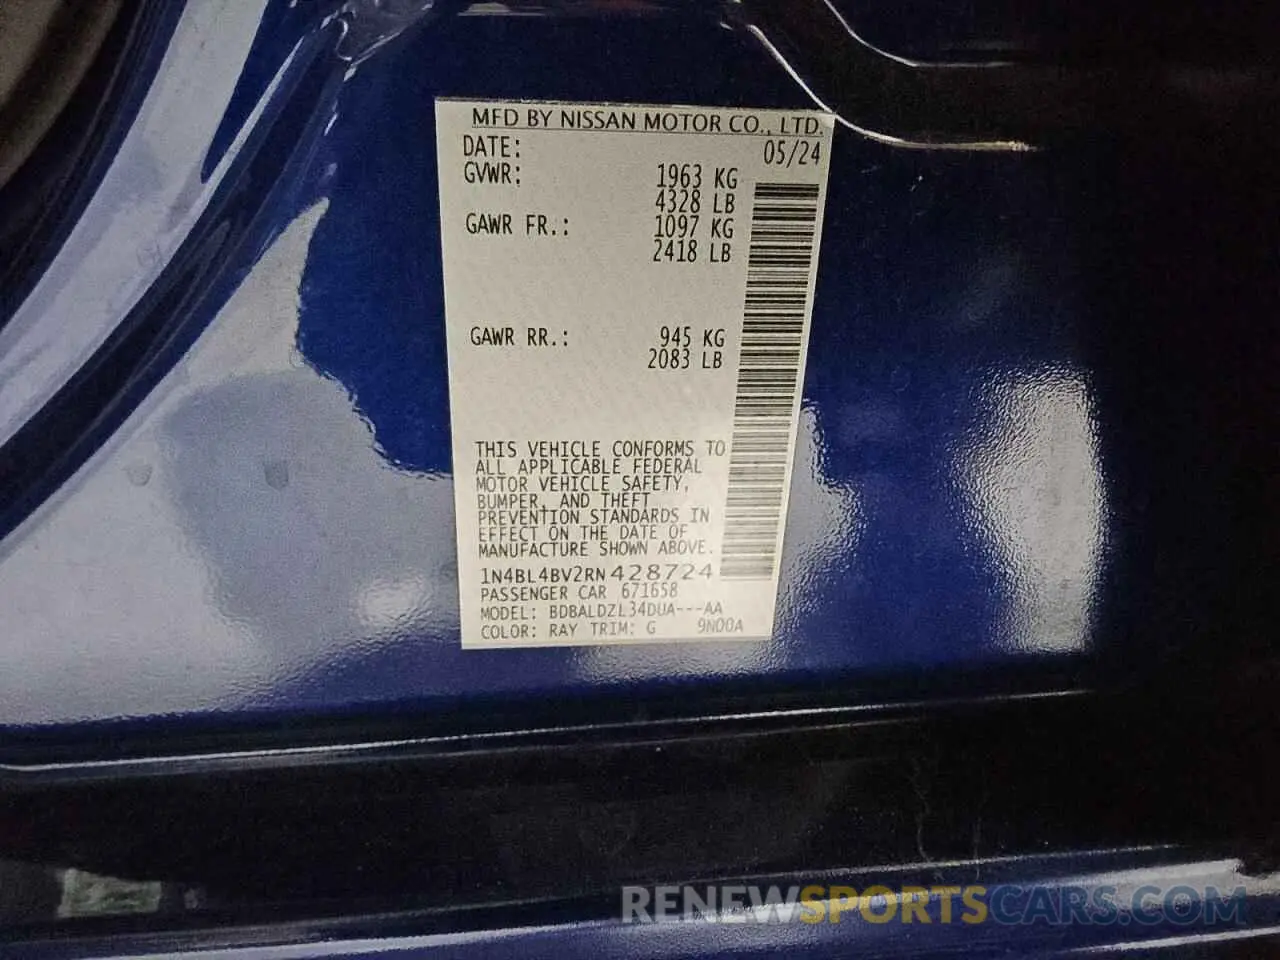 MFD BY NISSAN MOTOR CO., LTD.
DATE: 05/24
GVWR: 1963 KG
4328 LB
GAWR FR.: 1097 KG
2418 LB
GAWR RR.: 945 KG
2083 LB
THIS VEHICLE CONFORMS TO
ALL APPLICABLE FEDERAL
MOTOR VEHICLE SAFETY,
BUMPER, AND THEFT
PREVENTION STANDARDS IN
EFFECT ON THE DATE OF
MANUFACTURE SHOWN ABOVE.
1N4BL4BV2RN428724
PASSENGER CAR 671658
MODEL: BDBALDZL34DUA---AA
COLOR: RAY TRIM: G 9N00A
RENEWSPORTSCARS.COM